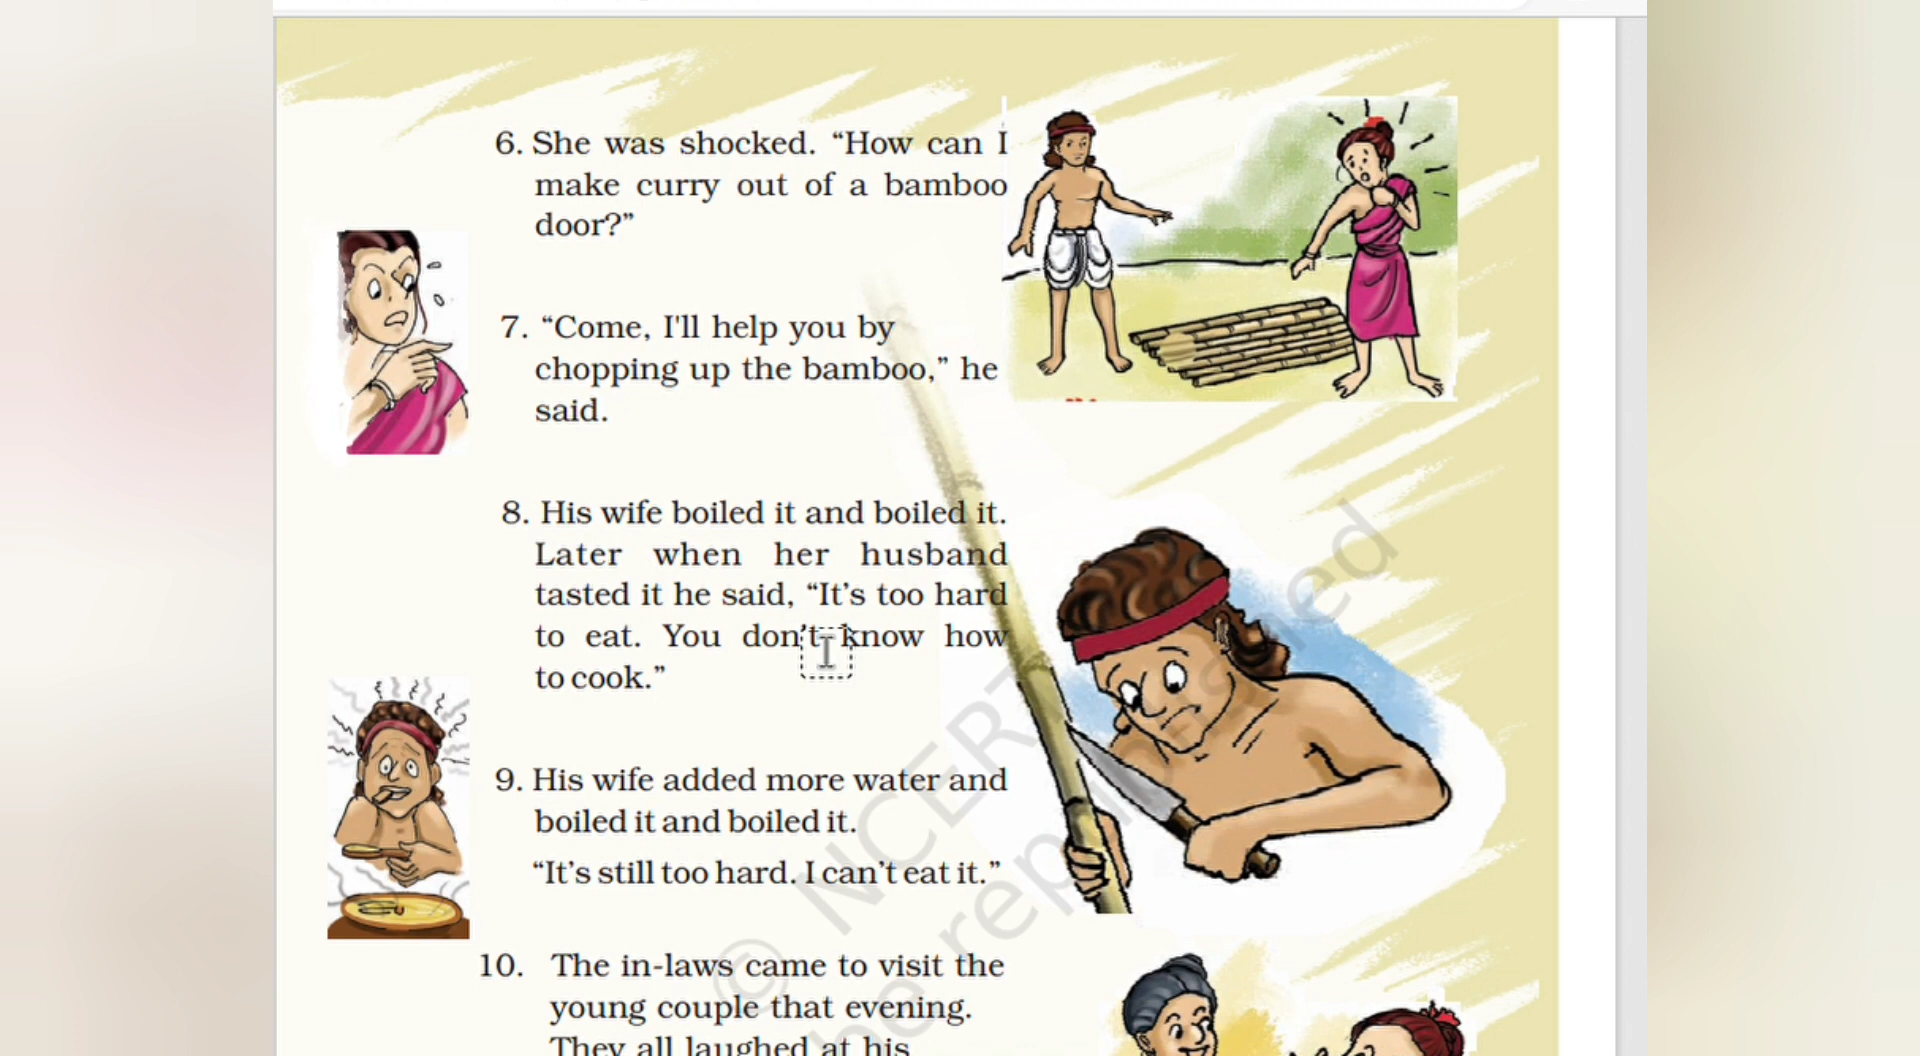 6. She was shocked. “How can I
make curry out of a bamboo
door?”
7. “Come, I'll help you by
chopping up the bamboo,” he
said.
8. His wife boiled it and boiled it.
Later when her husband
tasted it he said, “It’s too hard
to eat. You don’t know how
to cook.”
9. His wife added more water and
boiled it and boiled it.
“It’s still too hard. I can’t eat it.”
10. The in-laws came to visit the
young couple that evening.
They all laughed at his
© NCERT
be republished